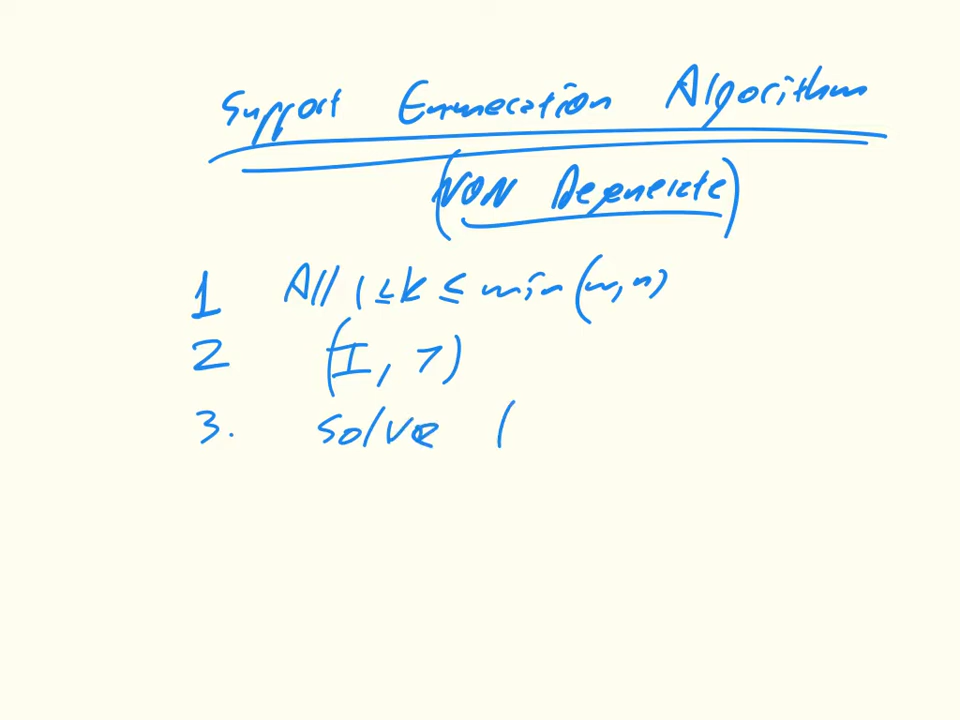 Support Enumeration Algorithm
(NON Degenerate)
1 All 1 ≤ k ≤ min(m,n)
2 (I, J)
3. solve (